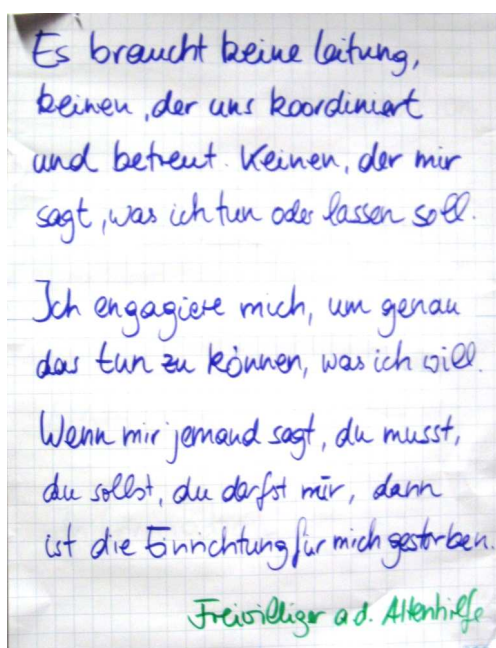 Es braucht keine Leitung,
keinen, der uns koordiniert
und betreut. Keinen, der mir
sagt, was ich tun oder lassen soll.
Ich engagiere mich, um genau
das tun zu können, was ich will.
Wenn mir jemand sagt, du musst,
du sollst, du darfst nur, dann
ist die Einrichtung für mich gestorben.
Freiwilliger a d. Altenhilfe